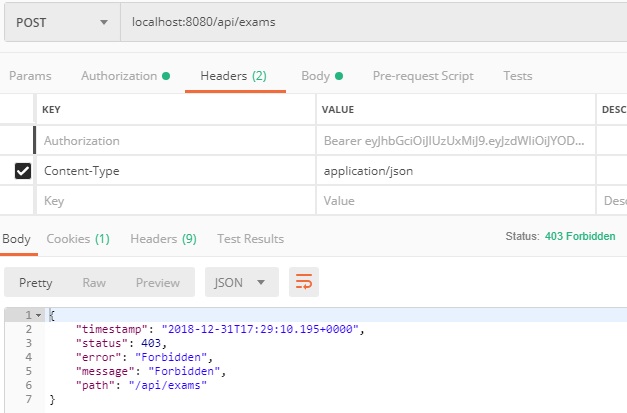 POST localhost:8080/api/exams
Params Authorization Headers (2) Body Pre-request Script Tests
KEY VALUE DESC
Authorization Bearer eyJhbGciOiJIUzUxMiJ9.eyJzdWIiOiJYOD...
Content-Type application/json
Key Value Desc
Body Cookies (1) Headers (9) Test Results Status: 403 Forbidden
Pretty Raw Preview JSON
1 {
2 "timestamp": "2018-12-31T17:29:10.195+0000",
3 "status": 403,
4 "error": "Forbidden",
5 "message": "Forbidden",
6 "path": "/api/exams"
7 }